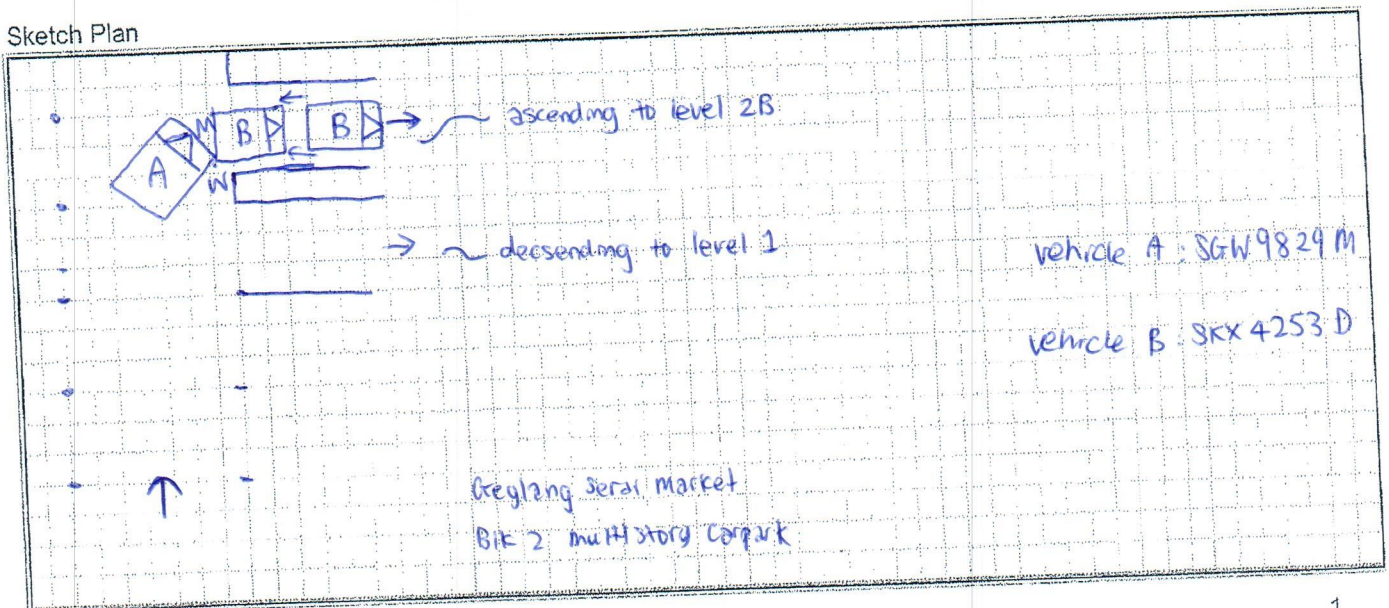 Sketch Plan
ascending to level 2B
B
B
A
decsending to level 1
vehicle A : SGW 9829 M
vehicle B : SKX 4253 D
Geylang Serai Market
Blk 2 multistory Carpark
1